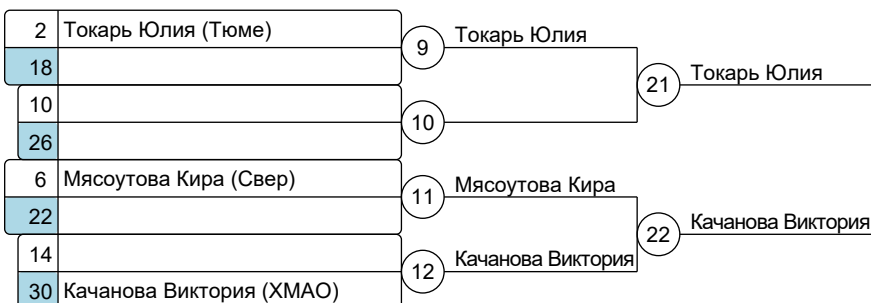 2 Токарь Юлия (Тюме)
9 Токарь Юлия
18
21 Токарь Юлия
10
10
26
6 Мясоутова Кира (Свер)
11 Мясоутова Кира
22
22 Качанова Виктория
14
12 Качанова Виктория
30 Качанова Виктория (ХМАО)